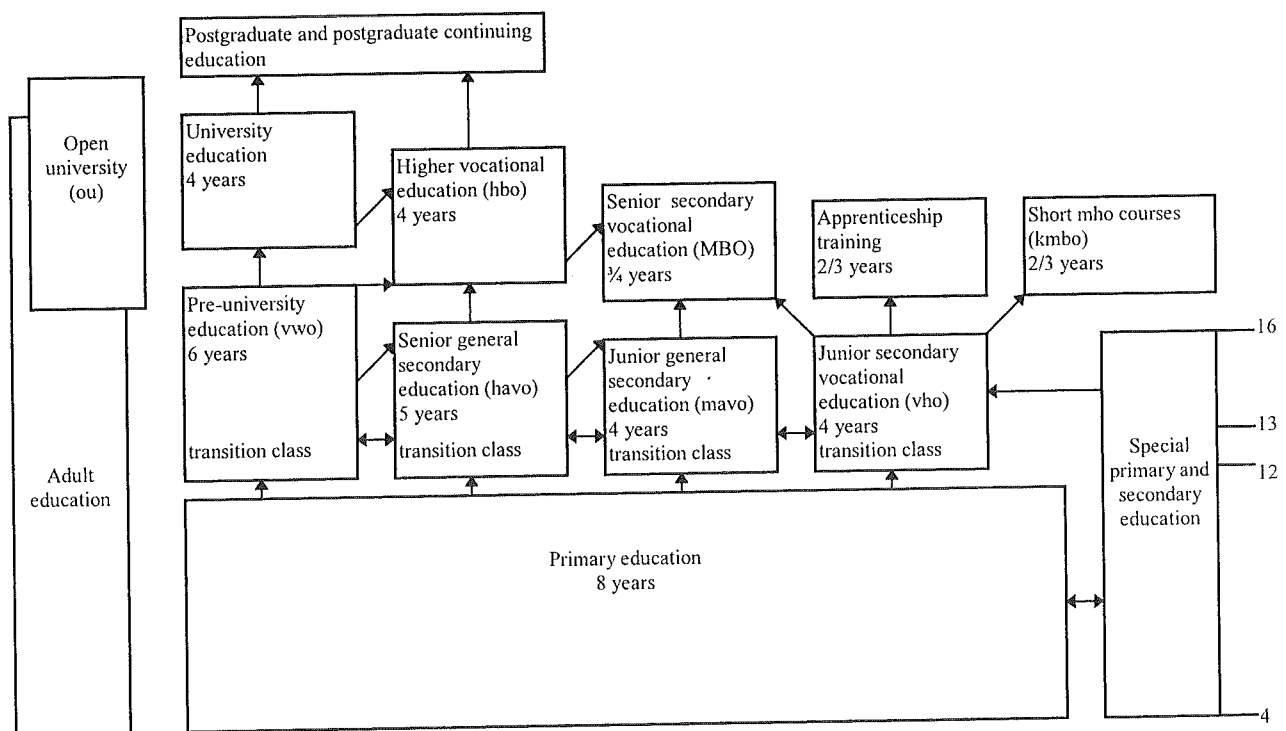 Postgraduate and postgraduate continuing
education
Open
university
(ou)
University
education
4 years
Higher vocational
education (hbo)
4 years
Senior secondary
vocational
education (MBO)
¾ years
Apprenticeship
training
2/3 years
Short mho courses
(kmbo)
2/3 years
Pre-university
education (vwo)
6 years
transition class
Senior general
secondary
education (havo)
5 years
transition class
Junior general
secondary
education (mavo)
4 years
transition class
Junior secondary
vocational
education (vho)
4 years
transition class
16
13
12
4
Special
primary and
secondary
education
Adult
education
Primary education
8 years